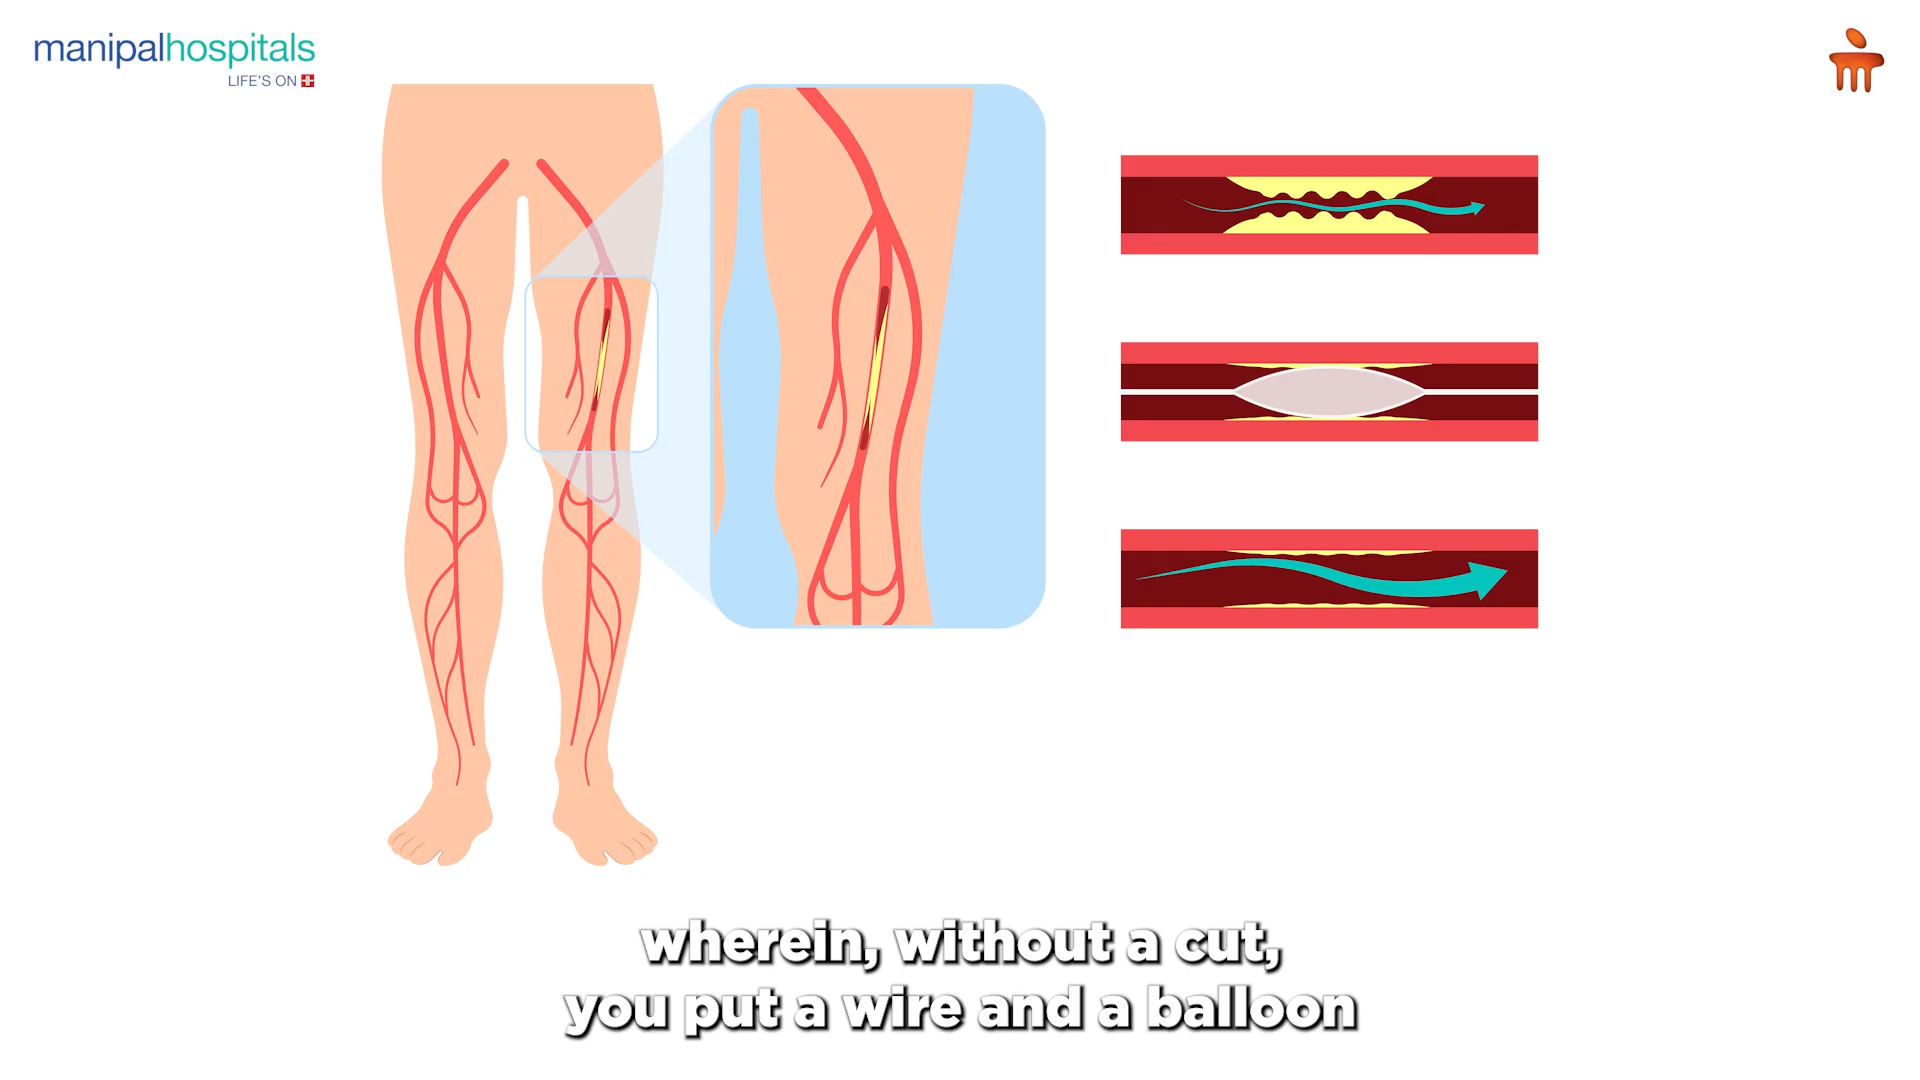 manipalhospitals
LIFE'S ON
wherein, without a cut,
you put a wire and a balloon